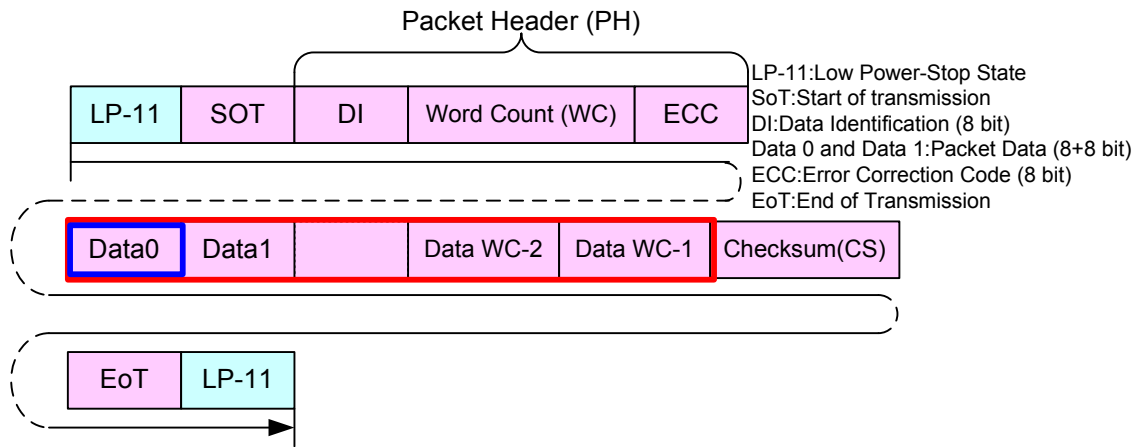 Packet Header (PH)
LP-11:Low Power-Stop State
SoT:Start of transmission
DI:Data Identification (8 bit)
Data 0 and Data 1:Packet Data (8+8 bit)
ECC:Error Correction Code (8 bit)
EoT:End of Transmission
LP-11 SOT DI Word Count (WC) ECC
Data0 Data1 Data WC-2 Data WC-1 Checksum(CS)
EoT LP-11